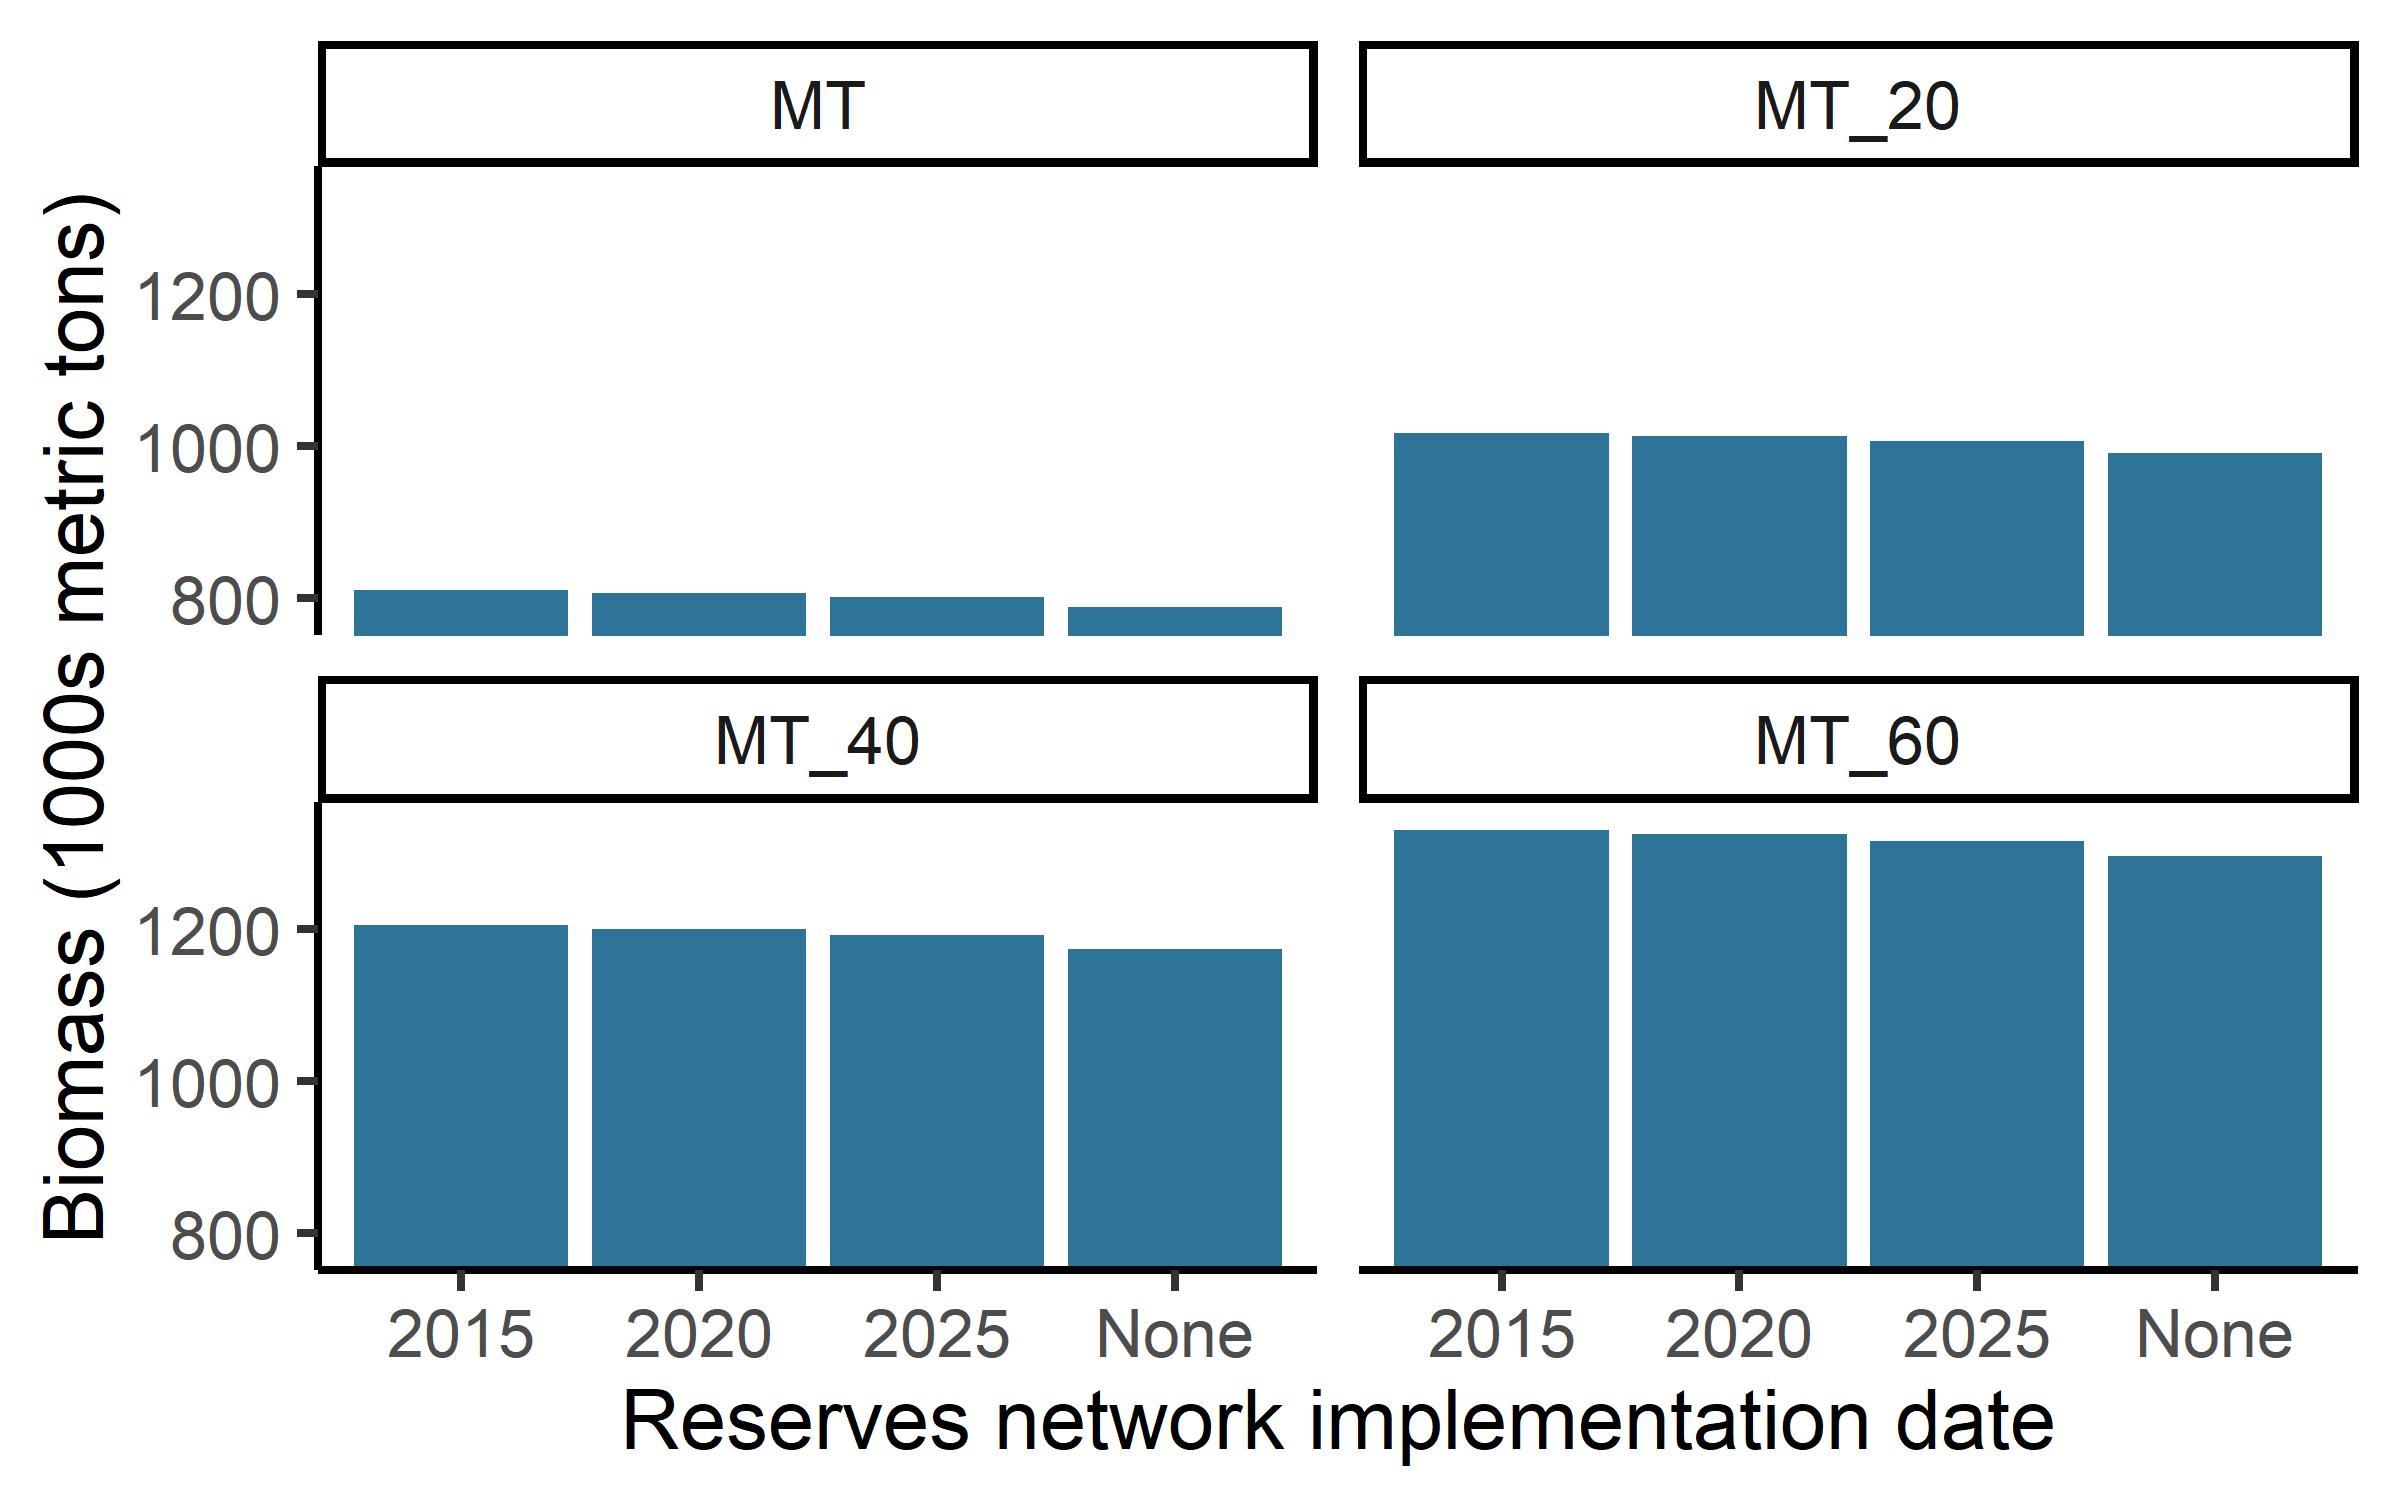 MT
MT_20
1200
1000
800
MT_40
MT_60
1200
1000
800
2015 2020 2025 None
2015 2020 2025 None
Reserves network implementation date
Biomass (1000s metric tons)